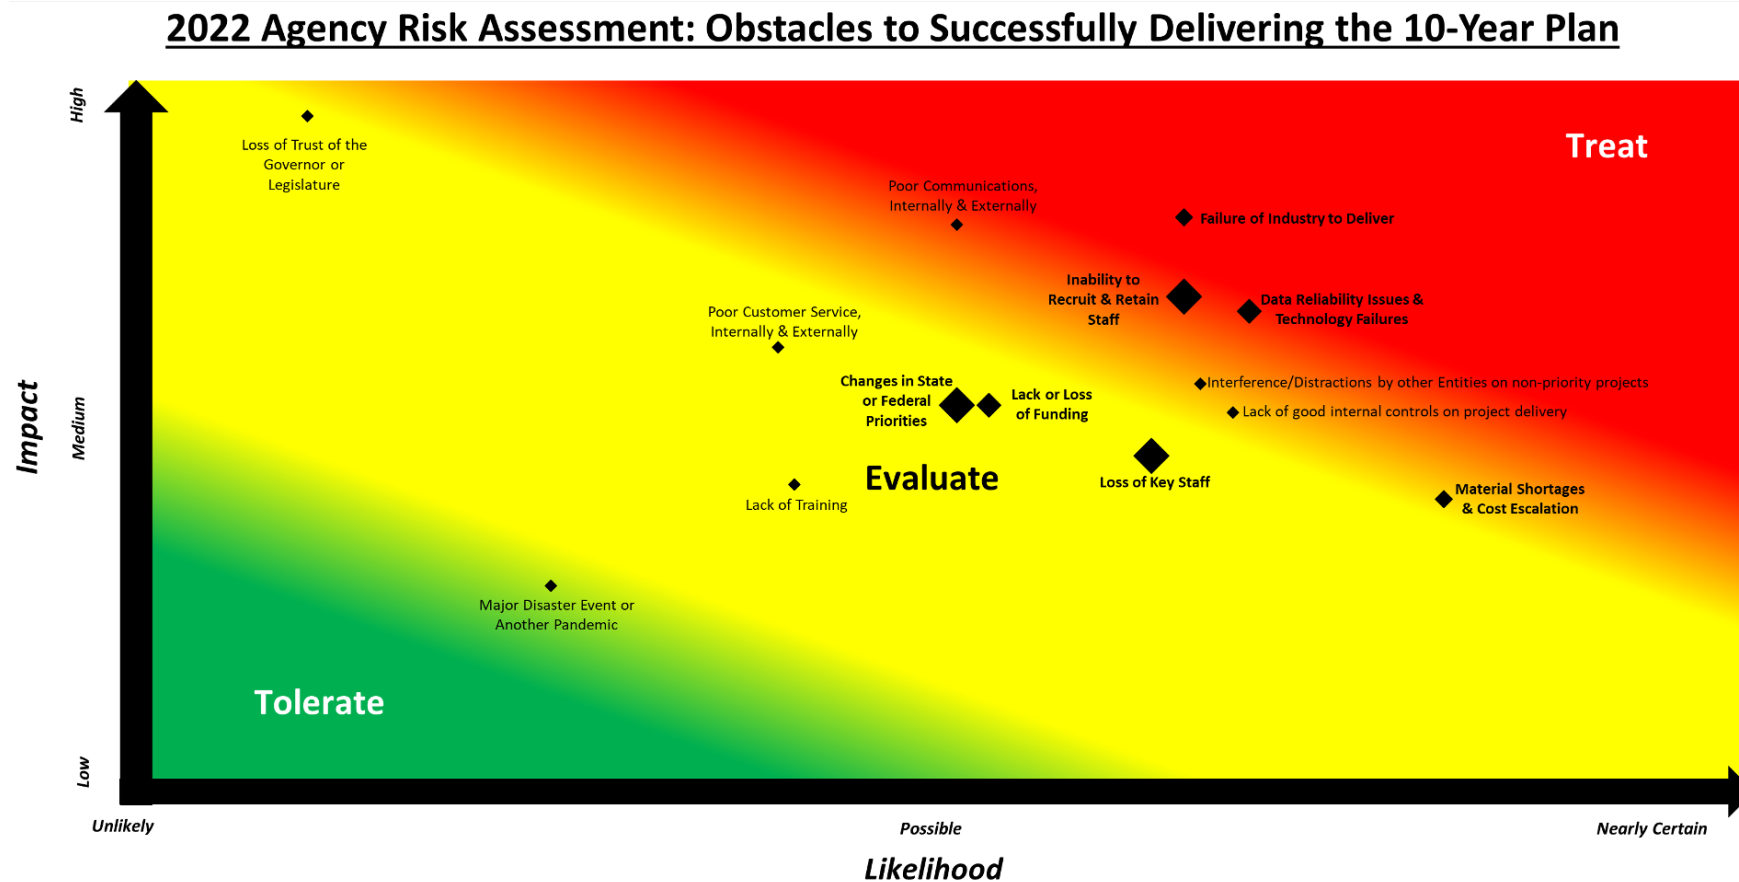 2022 Agency Risk Assessment: Obstacles to Successfully Delivering the 10-Year Plan
High
Treat
Loss of Trust of the
Governor or
Legislature
Poor Communications,
Internally & Externally
Failure of Industry to Deliver
Inability to
Recruit & Retain
Staff
Data Reliability Issues &
Technology Failures
Poor Customer Service,
Internally & Externally
Changes in State
or Federal
Priorities
Lack or Loss
of Funding
Interference/Distractions by other Entities on non-priority projects
Lack of good internal controls on project delivery
Impact
Medium
Evaluate
Loss of Key Staff
Lack of Training
Material Shortages
& Cost Escalation
Major Disaster Event or
Another Pandemic
Tolerate
Low
Unlikely
Possible
Nearly Certain
Likelihood